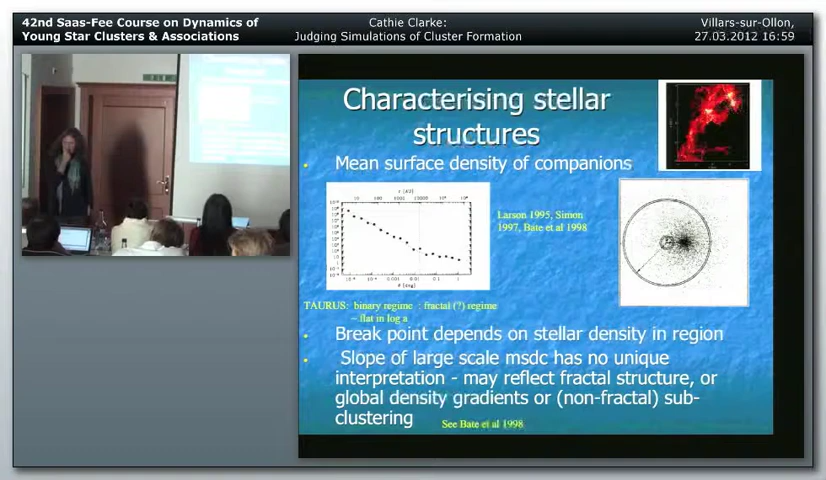 42nd Saas-Fee Course on Dynamics of
Young Star Clusters & Associations
Cathie Clarke:
Judging Simulations of Cluster Formation
Villars-sur-Ollon,
27.03.2012 16:59
Characterising stellar
structures
• Mean surface density of companions
Larson 1995, Simon
1997, Bate et al 1998
TAURUS: binary regime : fractal (?) regime
~ flat in log a
• Break point depends on stellar density in region
• Slope of large scale msdc has no unique
interpretation - may reflect fractal structure, or
global density gradients or (non-fractal) sub-
clustering
See Bate et al 1998